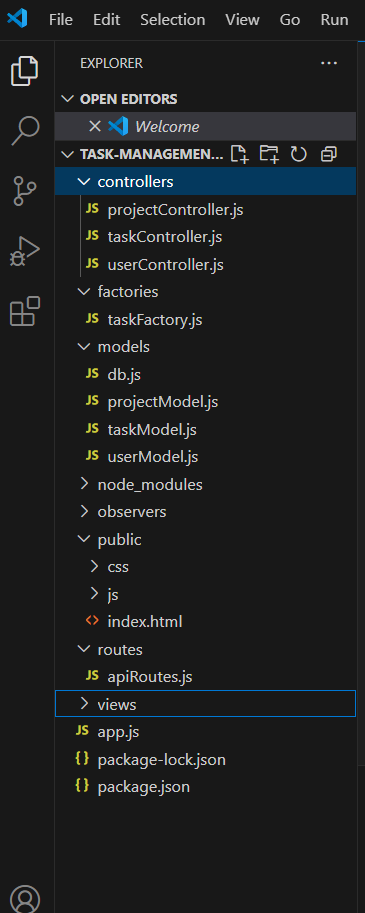 File Edit Selection View Go Run
EXPLORER
OPEN EDITORS
Welcome
TASK-MANAGEMEN...
controllers
JS projectController.js
JS taskController.js
JS userController.js
factories
JS taskFactory.js
models
JS db.js
JS projectModel.js
JS taskModel.js
JS userModel.js
node_modules
observers
public
css
js
index.html
routes
JS apiRoutes.js
views
JS app.js
{} package-lock.json
{} package.json